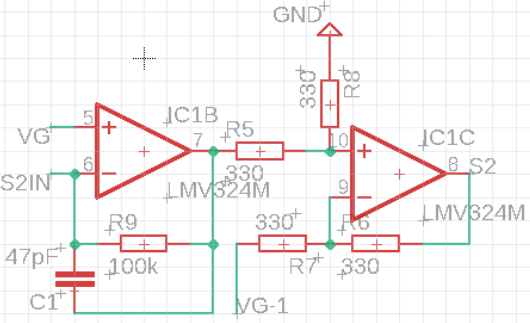 GND
330
R8
IC1B
5
VG
6
7
R5
330
10
IC1C
8
S2
9
S2IN
LMV324M
LMV324M
R9
100k
330
R7
R6
330
47pF
C1
VG-1